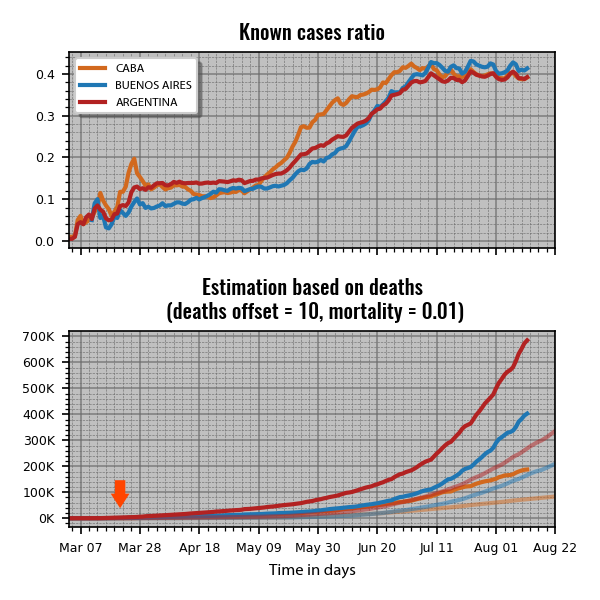 Known cases ratio
CABA
BUENOS AIRES
ARGENTINA
0.4
0.3
0.2
0.1
0.0
Estimation based on deaths
(deaths offset = 10, mortality = 0.01)
700K
600K
500K
400K
300K
200K
100K
0K
Mar 07 Mar 28 Apr 18 May 09 May 30 Jun 20 Jul 11 Aug 01 Aug 22
Time in days